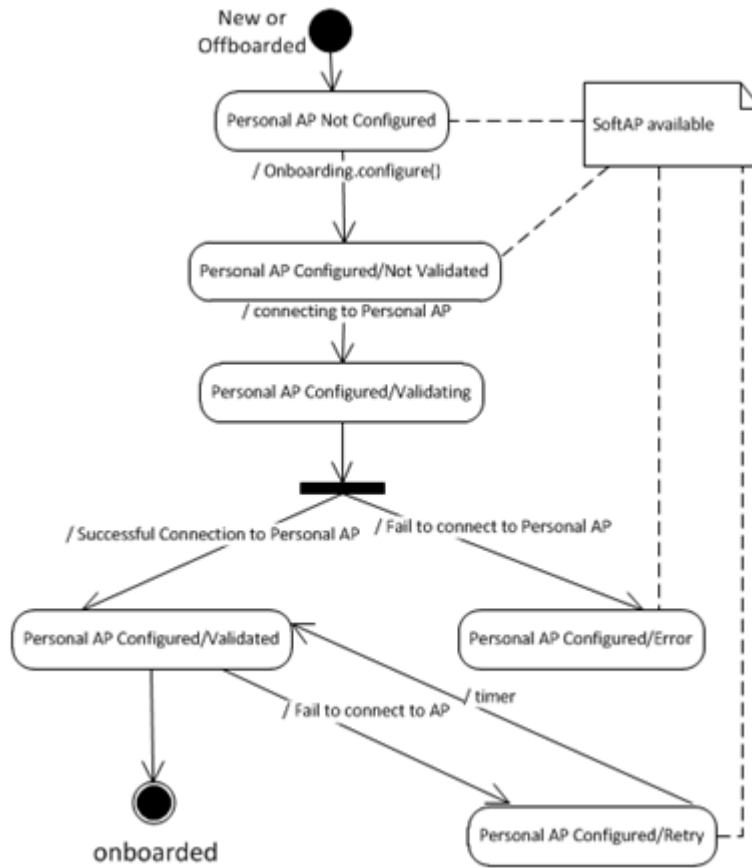 New or
Offboarded
Personal AP Not Configured
SoftAP available
/ Onboarding.configure()
Personal AP Configured/Not Validated
/ connecting to Personal AP
Personal AP Configured/Validating
/ Successful Connection to Personal AP
/ Fail to connect to Personal AP
Personal AP Configured/Validated
Personal AP Configured/Error
/ timer
/ Fail to connect to AP
Personal AP Configured/Retry
onboarded